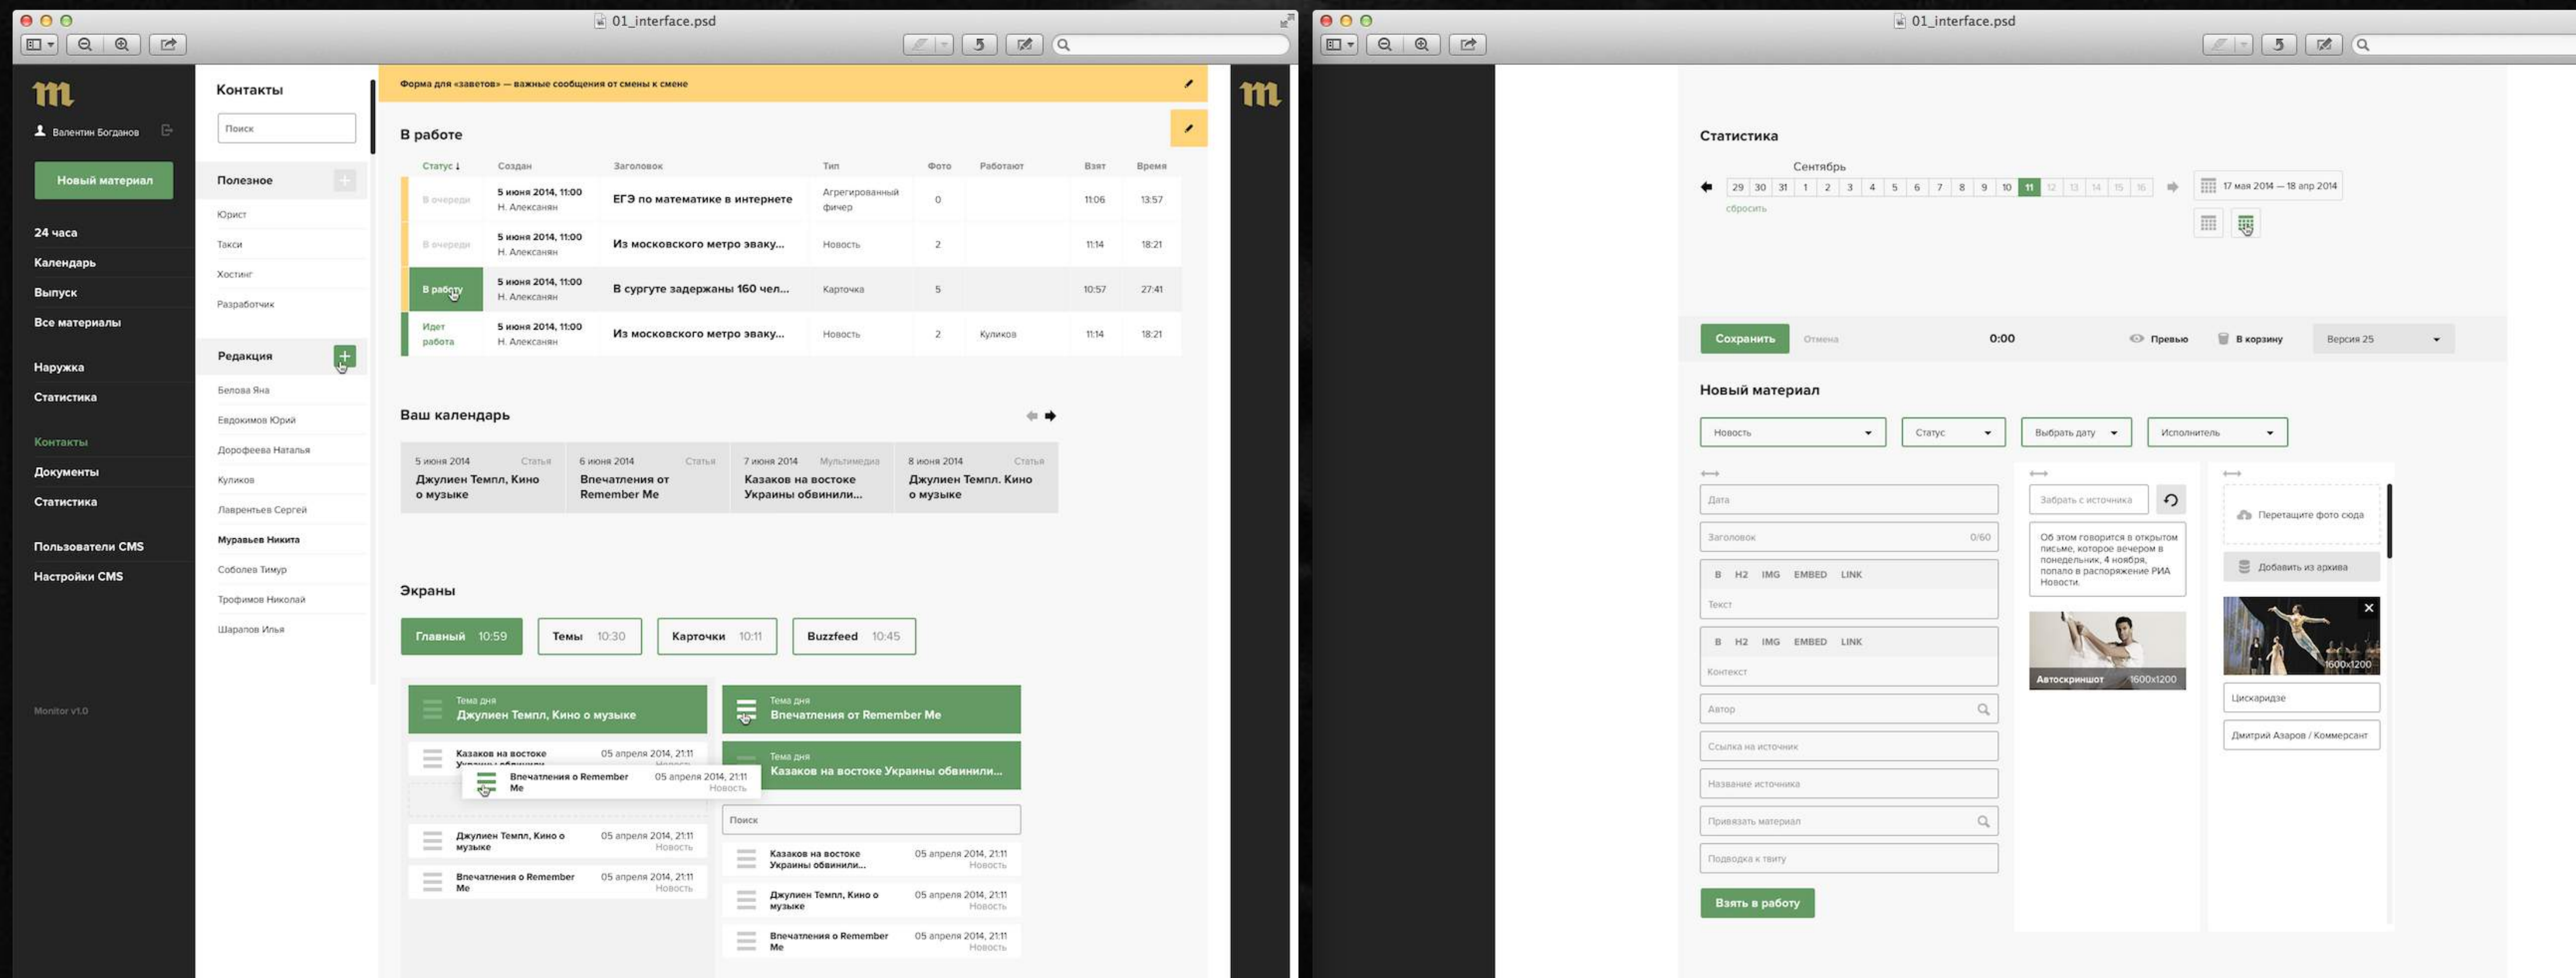 01_interface.psd
m
Валентин Богданов
Новый материал
24 часа
Календарь
Выпуск
Все материалы
Наружка
Статистика
Контакты
Документы
Статистика
Пользователи CMS
Настройки CMS
Monitor v1.0
Контакты
Поиск
Полезное
Юрист
Такси
Хостинг
Разработчик
Редакция
Белова Яна
Евдокимов Юрий
Дорофеева Наталья
Куликов
Лаврентьев Сергей
Муравьев Никита
Соболев Тимур
Трофимов Николай
Шарапов Илья
Форма для «заветов» — важные сообщения от смены к смене
В работе
Статус ↓ Создан Заголовок Тип Фото Работают Взят Время
В очереди 5 июня 2014, 11:00 Н. Алексанян ЕГЭ по математике в интернете Агрегированный фичер 0 11:06 13:57
В очереди 5 июня 2014, 11:00 Н. Алексанян Из московского метро эваку... Новость 2 11:14 18:21
В работу 5 июня 2014, 11:00 Н. Алексанян В сургуте задержаны 160 чел... Карточка 5 10:57 27:41
Идет работа 5 июня 2014, 11:00 Н. Алексанян Из московского метро эваку... Новость 2 Куликов 11:14 18:21
Ваш календарь
5 июня 2014 Статья
Джулиен Темпл, Кино
о музыке
6 июня 2014 Статья
Впечатления от
Remember Me
7 июня 2014 Мультимедиа
Казаков на востоке
Украины обвинили...
8 июня 2014 Статья
Джулиен Темпл. Кино
о музыке
Экраны
Главный 10:59
Темы 10:30
Карточки 10:11
Buzzfeed 10:45
Тема дня
Джулиен Темпл, Кино о музыке
Казаков на востоке 05 апреля 2014, 21:11
Украины обвинили Новость
Впечатления о Remember 05 апреля 2014, 21:11
Me Новость
Джулиен Темпл, Кино о 05 апреля 2014, 21:11
музыке Новость
Впечатления о Remember 05 апреля 2014, 21:11
Me Новость
Тема дня
Впечатления от Remember Me
Тема дня
Казаков на востоке Украины обвинили...
Поиск
Казаков на востоке 05 апреля 2014, 21:11
Украины обвинили... Новость
Джулиен Темпл, Кино о 05 апреля 2014, 21:11
музыке Новость
Впечатления о Remember 05 апреля 2014, 21:11
Me Новость
m
01_interface.psd
Статистика
Сентябрь
29 30 31 1 2 3 4 5 6 7 8 9 10 11 12 13 14 15 16
17 мая 2014 — 18 апр 2014
сбросить
Сохранить Отмена 0:00 Превью В корзину Версия 25
Новый материал
Новость Статус Выбрать дату Исполнитель
Дата
Заголовок 0/60
B H2 IMG EMBED LINK
Текст
B H2 IMG EMBED LINK
Контекст
Автор
Ссылка на источник
Название источника
Привязать материал
Подводка к твиту
Взять в работу
Забрать с источника
Об этом говорится в открытом
письме, которое вечером в
понедельник, 4 ноября,
попало в распоряжение РИА
Новости.
Автоскриншот 1600x1200
Перетащите фото сюда
Добавить из архива
1600x1200
Цискаридзе
Дмитрий Азаров / Коммерсант